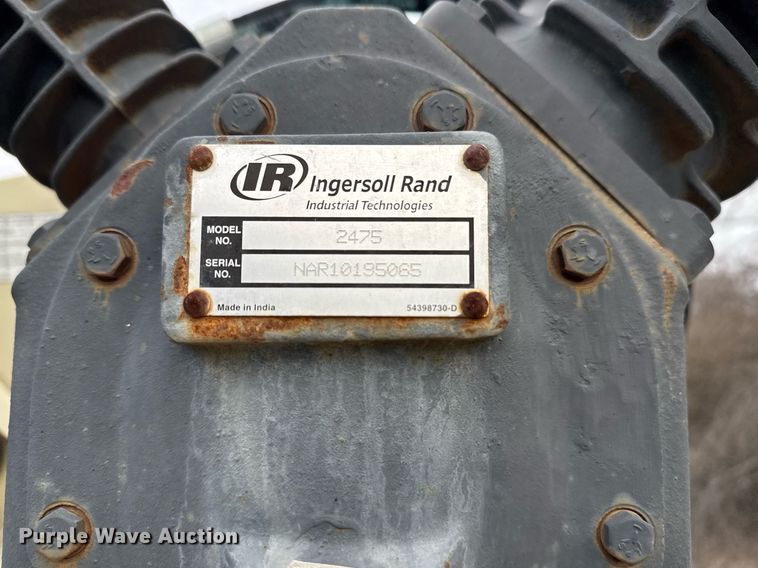 IR Ingersoll Rand
Industrial Technologies
MODEL NO. 2475
SERIAL NO. NAR10195065
Made in India 54398730-D
Purple Wave Auction